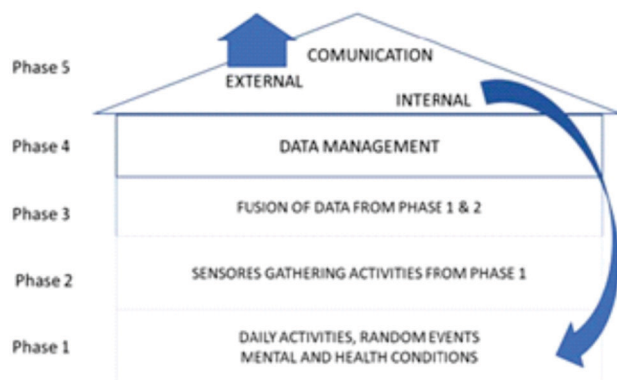 Phase 5
COMUNICATION
EXTERNAL
INTERNAL
Phase 4
DATA MANAGEMENT
Phase 3
FUSION OF DATA FROM PHASE 1 & 2
Phase 2
SENSORES GATHERING ACTIVITIES FROM PHASE 1
Phase 1
DAILY ACTIVITIES, RANDOM EVENTS
MENTAL AND HEALTH CONDITIONS